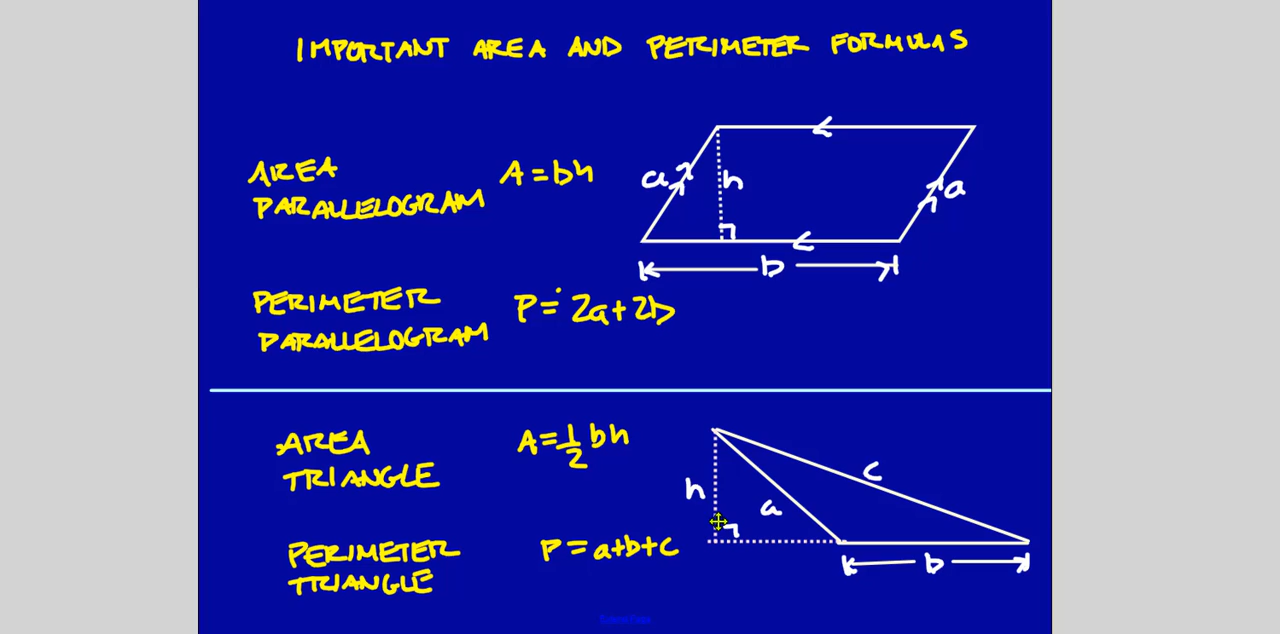 IMPORTANT AREA AND PERIMETER FORMULAS
AREA
PARALLELOGRAM
A = bh
a
h
a
b
PERIMETER
PARALLELOGRAM
P = 2a + 2b
AREA
TRIANGLE
A = 1/2 bh
h
a
c
b
PERIMETER
TRIANGLE
P = a+b+c